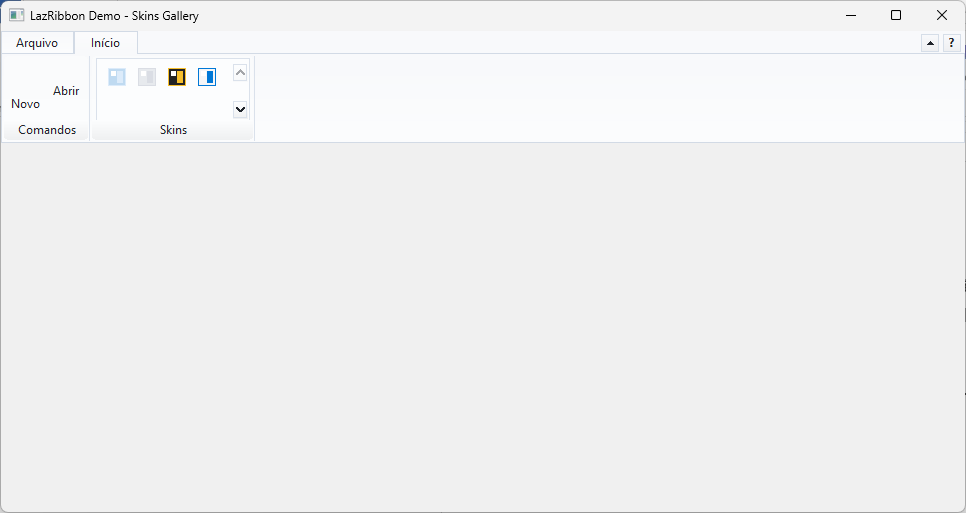 LazRibbon Demo - Skins Gallery
Arquivo Início ?
Abrir
Novo
Comandos Skins